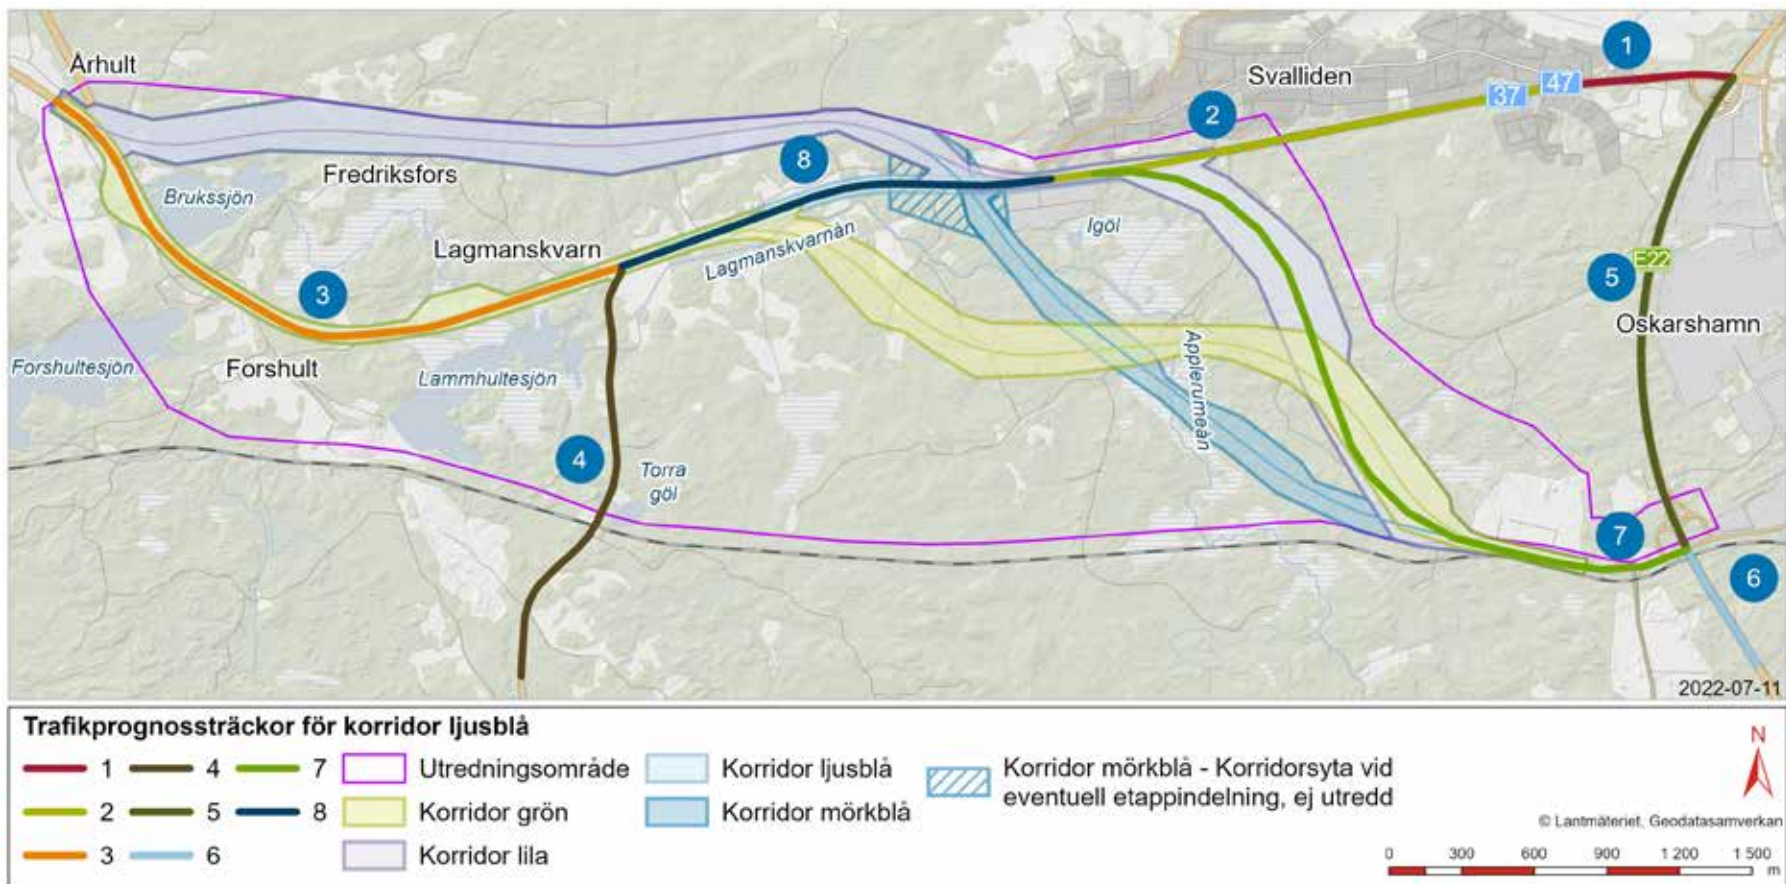 Århult
Svalliden
1
37
47
2
8
Fredriksfors
Brukssjön
Lagmanskvarn
Lagmanskvarnån
Igöl
3
E22
5
Oskarshamn
Forshultesjön
Forshult
Lammhultesjön
Applerumeån
4
Torra
göl
7
6
2022-07-11
Trafikprognossträckor för korridor ljusblå
1 4 7 Utredningsområde Korridor ljusblå Korridor mörkblå - Korridorsyta vid
eventuell etappindelning, ej utredd
2 5 8 Korridor grön Korridor mörkblå
3 6 Korridor lila
N
© Lantmäteriet, Geodatasamverkan
0 300 600 900 1 200 1 500
m